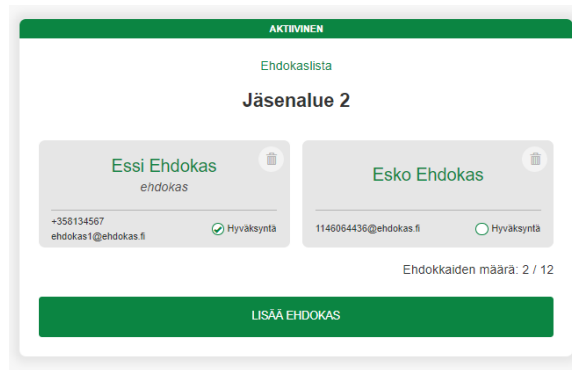 AKTIIVINEN
Ehdokaslista
Jäsenalue 2
Essi Ehdokas
ehdokas
+358134567
ehdokas1@ehdokas.fi
Hyväksyntä
Esko Ehdokas
1146064436@ehdokas.fi
Hyväksyntä
Ehdokkaiden määrä: 2 / 12
LISÄÄ EHDOKAS